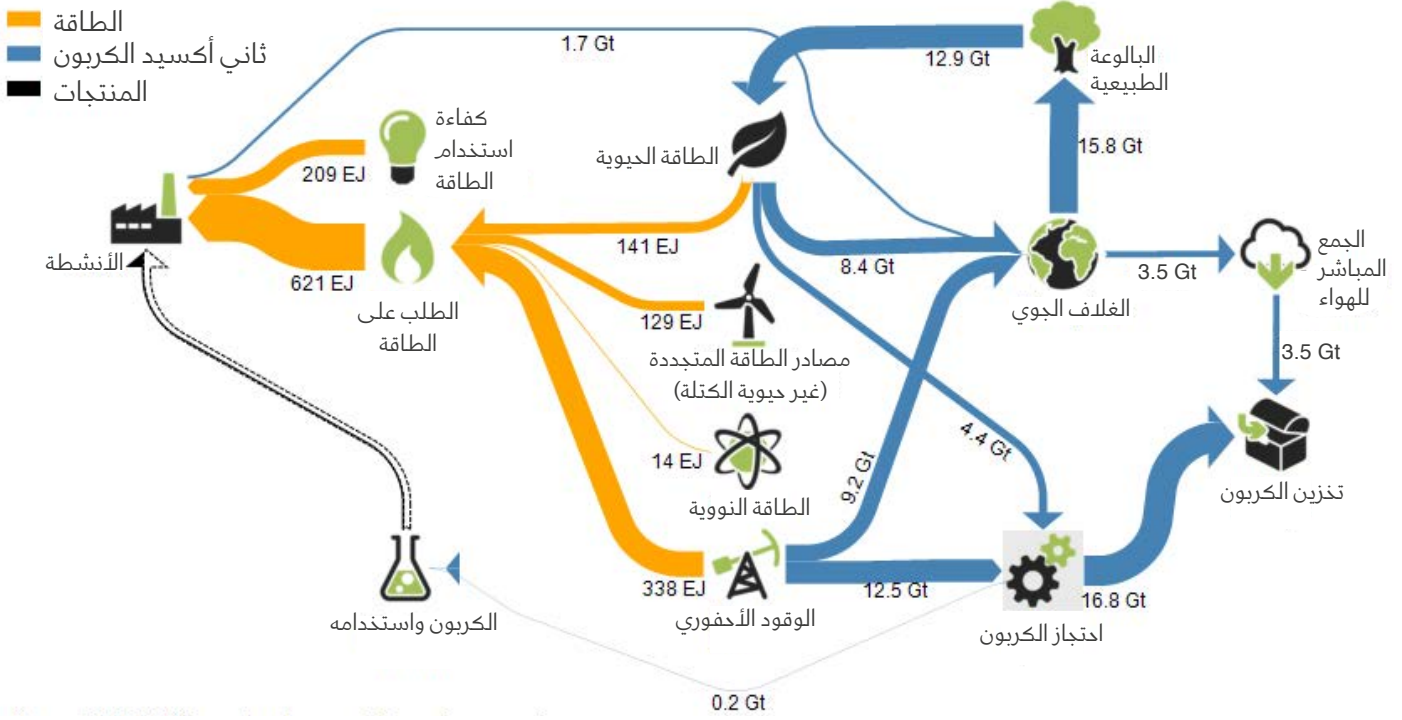 الطاقة
ثاني أكسيد الكربون
المنتجات
1.7 Gt
12.9 Gt
البالوعة
الطبيعية
كفاءة
استخدام
الطاقة
209 EJ
الطاقة الحيوية
15.8 Gt
621 EJ
الأنشطة
الطلب على
الطاقة
141 EJ
8.4 Gt
الغلاف الجوي
3.5 Gt
الجمع
المباشر
للهواء
129 EJ
مصادر الطاقة المتجددة
(غير حيوية الكتلة)
3.5 Gt
14 EJ
الطاقة النووية
9.2 Gt
4.4 Gt
تخزين الكربون
338 EJ
الوقود الأحفوري
12.5 Gt
16.8 Gt
احتجاز الكربون
الكربون واستخدامه
0.2 Gt